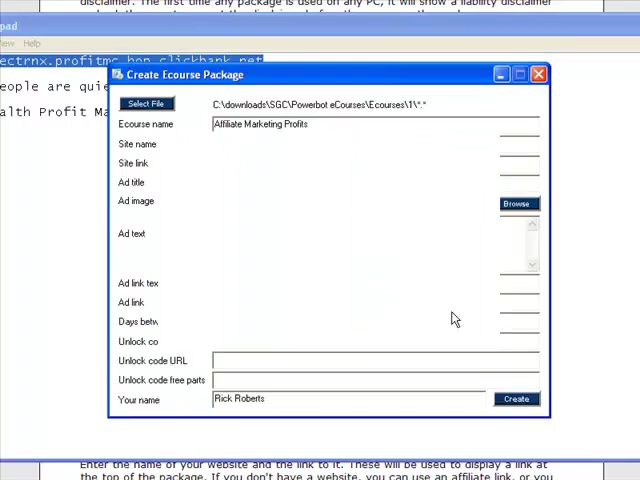 disclaimer. The first time any package is used on any PC, it will show a liability disclaimer
pad
iew Help
ectrnx.profitmc.hop.clickbank.net
eople are quie
alth Profit Ma
Create Ecourse Package
Select File
C:\downloads\SGC\Powerbot eCourses\Ecourses\1\*.*
Ecourse name
Affiliate Marketing Profits
Site name
Site link
Ad title
Ad image
Browse
Ad text
Ad link tex
Ad link
Days betw
Unlock co
Unlock code URL
Unlock code free parts
Your name
Rick Roberts
Create
Enter the name of your website and the link to it. These will be used to display a link at
the top of the package. If you don't have a website, you can use an affiliate link, or you